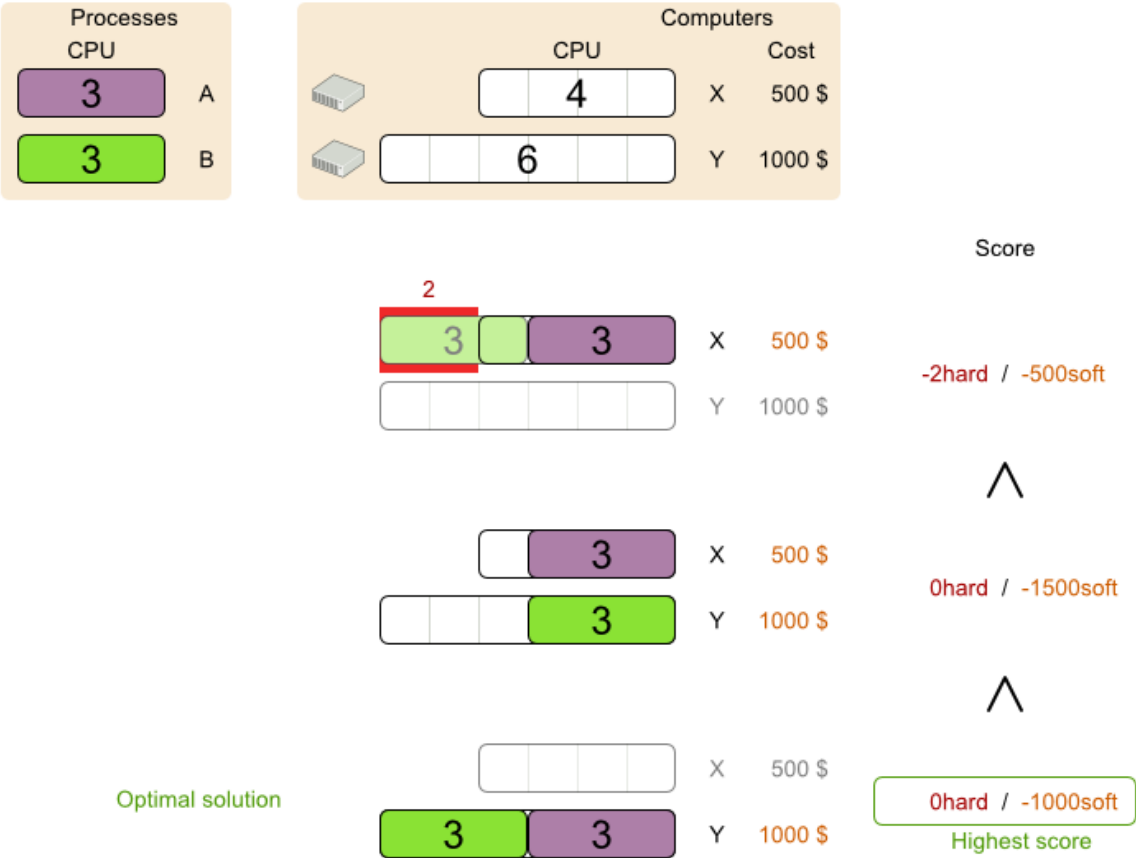 Processes
Computers
CPU
CPU Cost
3 A
4 X 500 $
3 B
6 Y 1000 $
Score
2
3 3 X 500 $
-2hard / -500soft
Y 1000 $
3 X 500 $
0hard / -1500soft
3 Y 1000 $
X 500 $
Optimal solution
0hard / -1000soft
3 3 Y 1000 $
Highest score